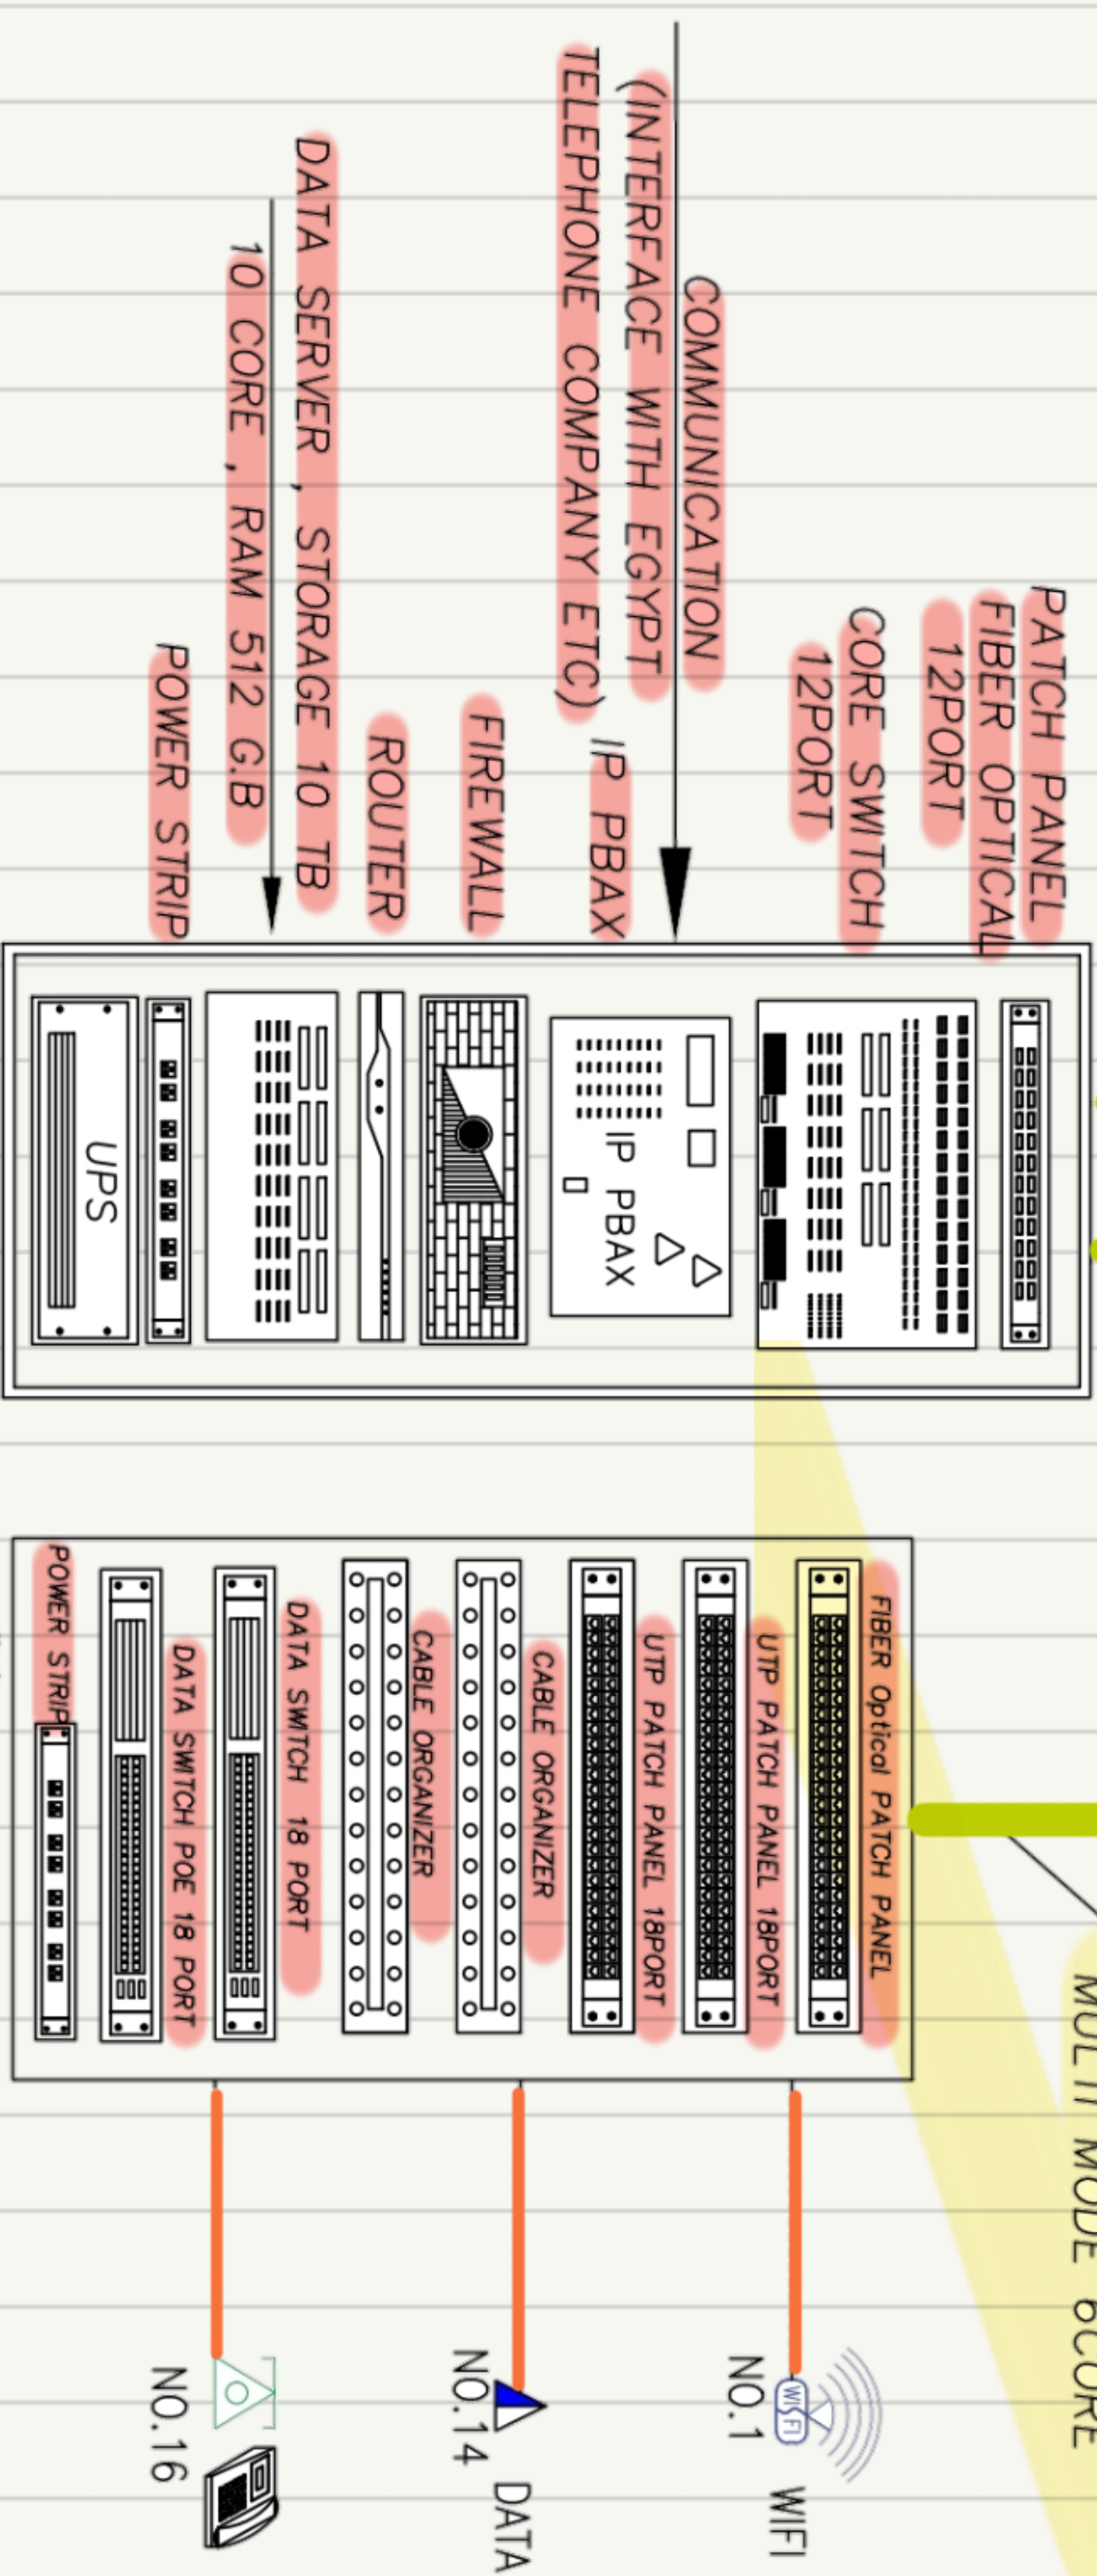 PATCH PANEL
FIBER OPTICAL
12PORT
CORE SWITCH
12PORT
COMMUNICATION
(INTERFACE WITH EGYPT
TELEPHONE COMPANY ETC)
IP PBAX
FIREWALL
ROUTER
DATA SERVER , STORAGE 10 TB
10 CORE , RAM 512 G.B
POWER STRIP
IP PBAX
UPS
FIBER Optical PATCH PANEL
UTP PATCH PANEL 18PORT
UTP PATCH PANEL 18PORT
CABLE ORGANIZER
CABLE ORGANIZER
DATA SWITCH 18 PORT
DATA SWITCH POE 18 PORT
POWER STRIP
MULTI MODE 6CORE
WIFI
NO.1
WIFI
NO.14
DATA
NO.16